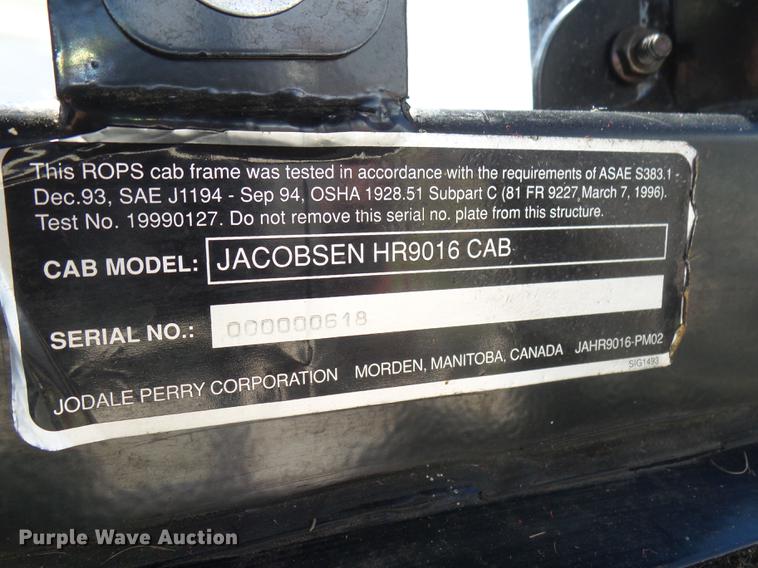 This ROPS cab frame was tested in accordance with the requirements of ASAE S383.1 -
Dec.93, SAE J1194 - Sep 94, OSHA 1928.51 Subpart C (81 FR 9227, March 7, 1996).
Test No. 19990127. Do not remove this serial no. plate from this structure.
CAB MODEL: JACOBSEN HR9016 CAB
SERIAL NO.: 000000618
JODALE PERRY CORPORATION MORDEN, MANITOBA, CANADA JAHR9016-PM02
SIG1493
Purple Wave Auction